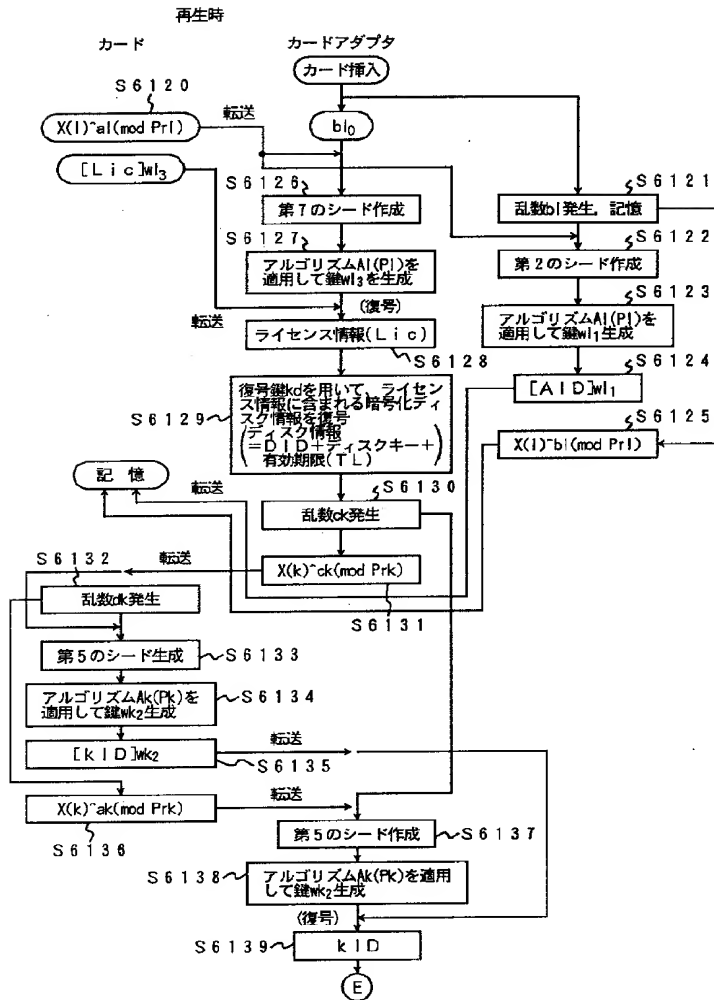 再生時
カード
カードアダプタ
カード挿入
S6120
転送
X(l)^al(mod Prl)
bl₀
[Lic]wl₃
S6126
第7のシード作成
S6121
乱数bl発生，記憶
S6122
第2のシード作成
S6127
アルゴリズムAl(Pl)を
適用して鍵wl₃を生成
S6123
アルゴリズムAl(Pl)を
適用して鍵wl₁生成
転送
(復号)
ライセンス情報(Lic)
S6128
S6124
[AID]wl₁
S6129
復号鍵kdを用いて、ライセン
ス情報に含まれる暗号化ディ
スク情報を復号
(ディスク情報
=DID+ディスクキー+
有効期限(TL))
S6125
X(l)^bl(mod Prl)
記憶
転送
S6130
乱数ck発生
S6132
転送
X(k)^ck(mod Prk)
S6131
乱数dk発生
第5のシード生成
S6133
アルゴリズムAk(Pk)を
適用して鍵wk₂生成
S6134
[kID]wk₂
転送
S6135
X(k)^ak(mod Prk)
転送
S6136
第5のシード作成
S6137
S6138
アルゴリズムAk(Pk)を適用
して鍵wk₂生成
(復号)
S6139
kID
E